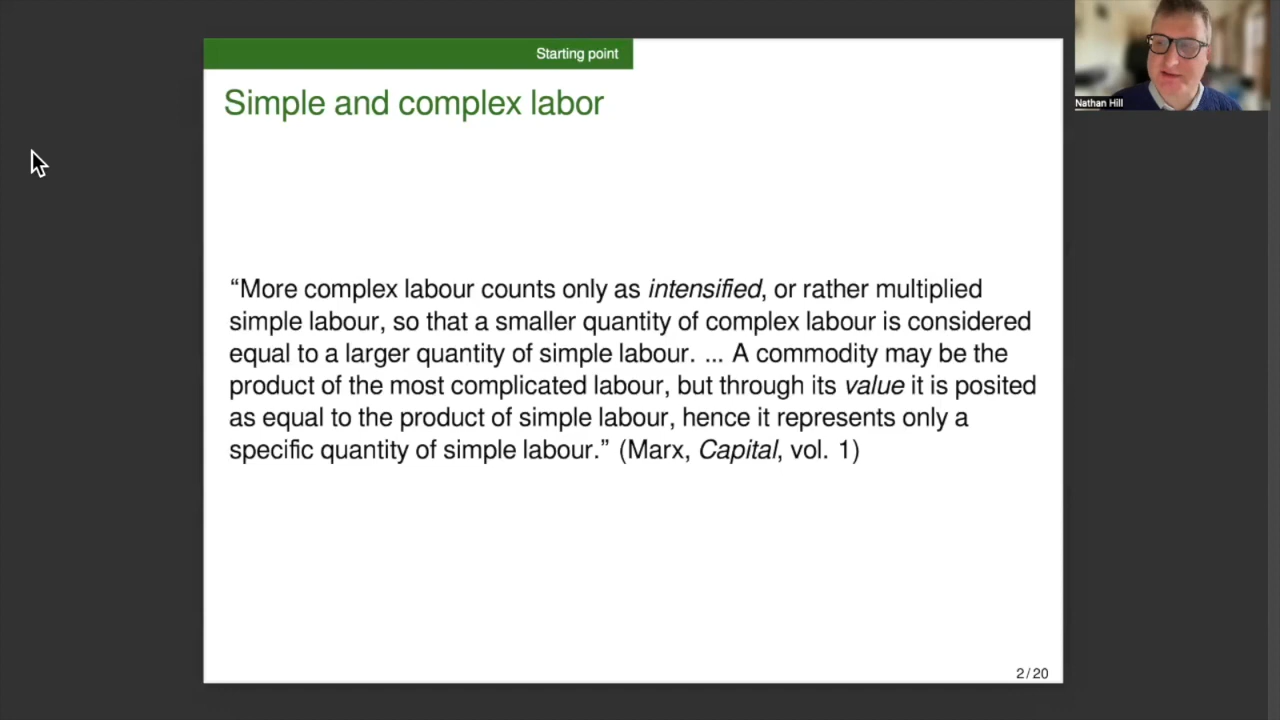 Starting point
Simple and complex labor
“More complex labour counts only as intensified, or rather multiplied
simple labour, so that a smaller quantity of complex labour is considered
equal to a larger quantity of simple labour. ... A commodity may be the
product of the most complicated labour, but through its value it is posited
as equal to the product of simple labour, hence it represents only a
specific quantity of simple labour.” (Marx, Capital, vol. 1)
2 / 20
Nathan Hill